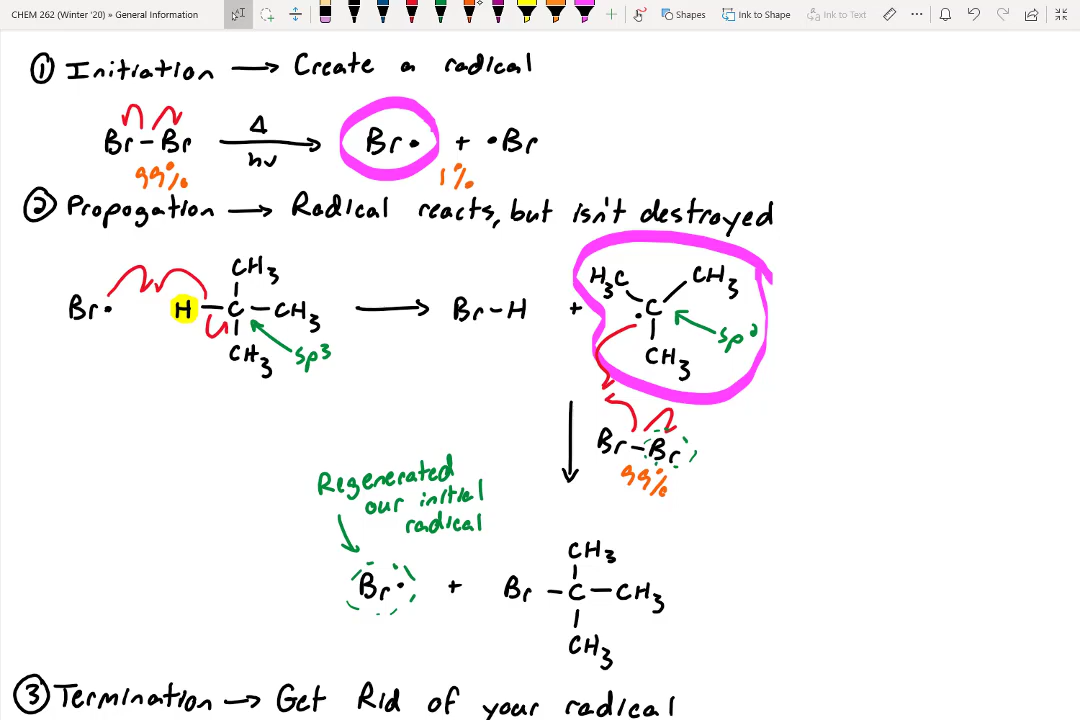 CHEM 262 (Winter '20) » General Information
Shapes Ink to Shape Ink to Text
① Initiation → Create a radical
Br-Br Δ hν → Br• + •Br
99% 1%
② Propogation → Radical reacts, but isn't destroyed
CH3 H3C CH3
Br• H-C-CH3 → Br-H + •C
CH3 sp3 CH3 sp2
Br-Br
99%
Regenerated
our initial
radical
CH3
Br• + Br-C-CH3
CH3
③ Termination → Get Rid of your radical